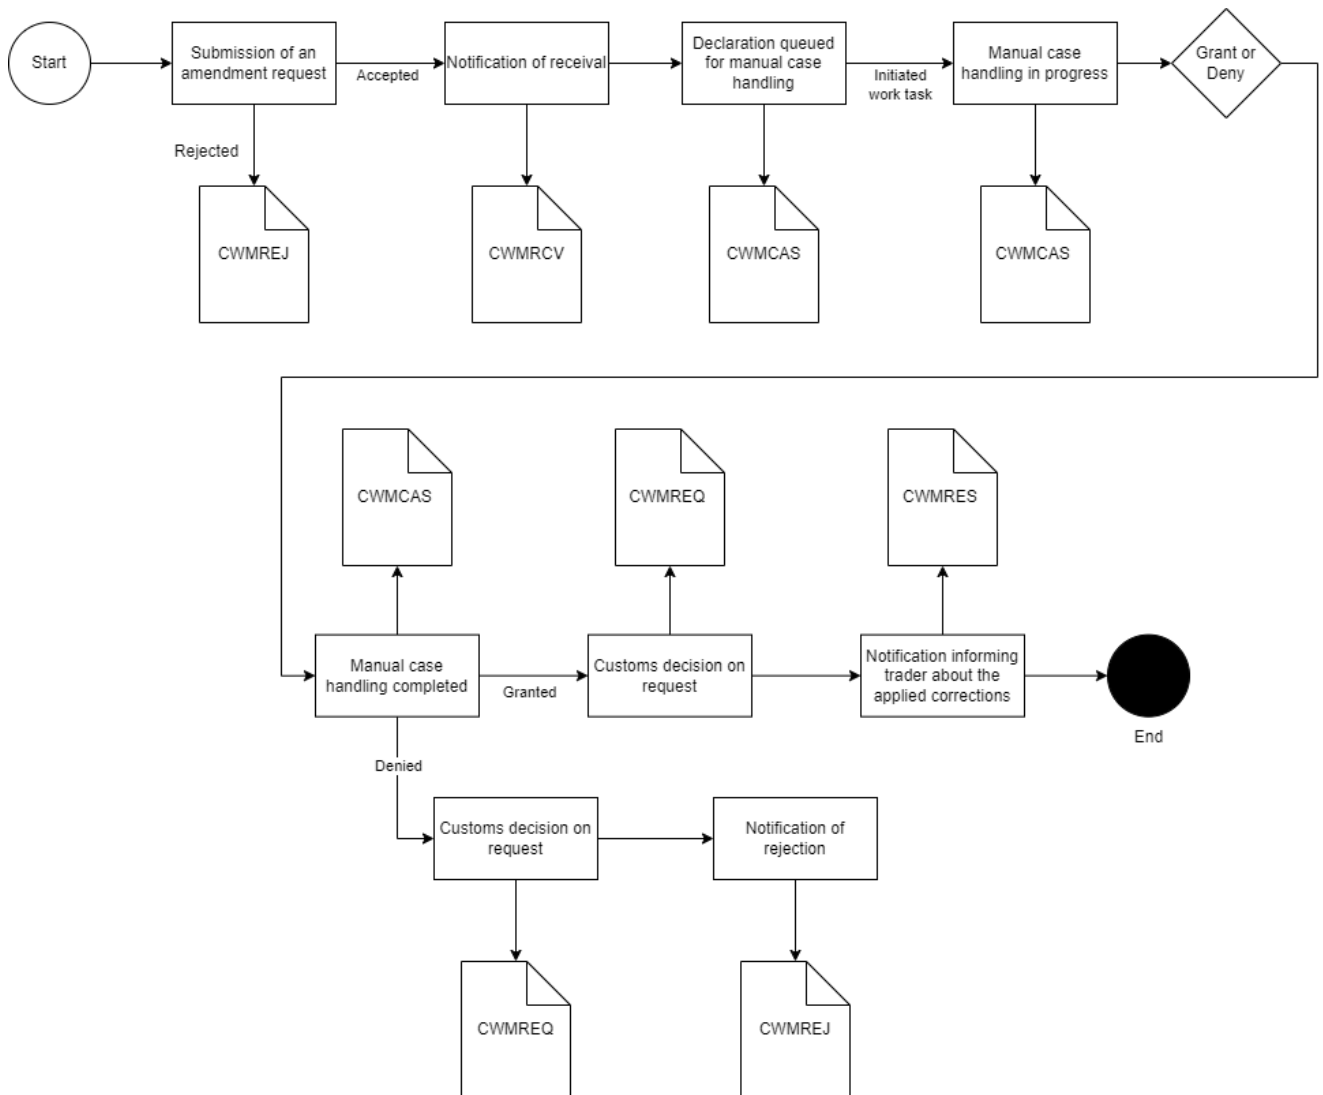 Start
Submission of an
amendment request
Accepted
Notification of receival
Declaration queued
for manual case
handling
Initiated
work task
Manual case
handling in progress
Grant or
Deny
Rejected
CWMREJ
CWMRCV
CWMCAS
CWMCAS
CWMCAS
CWMREQ
CWMRES
Manual case
handling completed
Granted
Customs decision on
request
Notification informing
trader about the
applied corrections
End
Denied
Customs decision on
request
Notification of
rejection
CWMREQ
CWMREJ